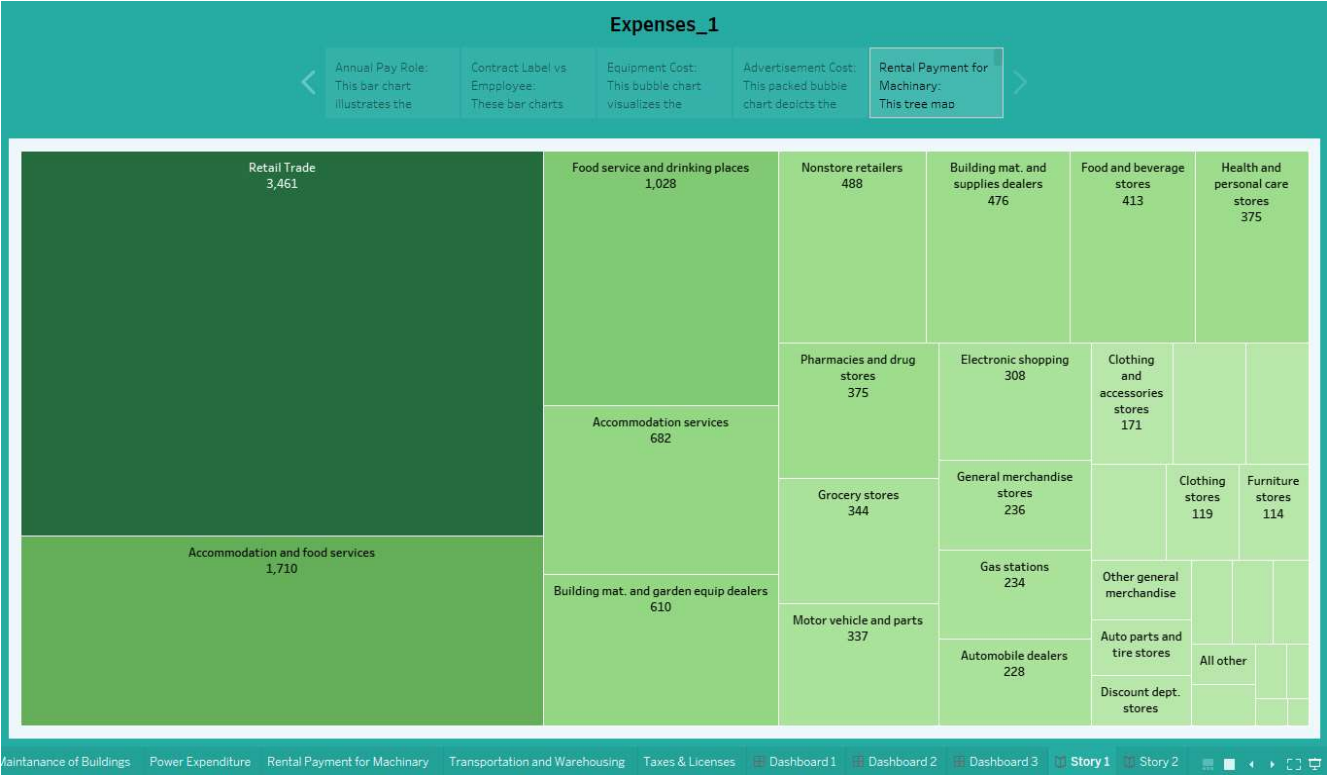 Expenses_1
Annual Pay Role:
This bar chart
illustrates the
Contract Label vs
Empployee:
These bar charts
Equipment Cost:
This bubble chart
visualizes the
Advertisement Cost:
This packed bubble
chart depicts the
Rental Payment for
Machinary:
This tree map
Retail Trade
3,461
Accommodation and food services
1,710
Food service and drinking places
1,028
Accommodation services
682
Building mat. and garden equip dealers
610
Nonstore retailers
488
Building mat. and
supplies dealers
476
Food and beverage
stores
413
Health and
personal care
stores
375
Pharmacies and drug
stores
375
Grocery stores
344
Motor vehicle and parts
337
Electronic shopping
308
General merchandise
stores
236
Gas stations
234
Automobile dealers
228
Clothing
and
accessories
stores
171
Clothing
stores
119
Furniture
stores
114
Other general
merchandise
Auto parts and
tire stores
Discount dept.
stores
All other
Maintanance of Buildings
Power Expenditure
Rental Payment for Machinary
Transportation and Warehousing
Taxes & Licenses
Dashboard 1
Dashboard 2
Dashboard 3
Story 1
Story 2